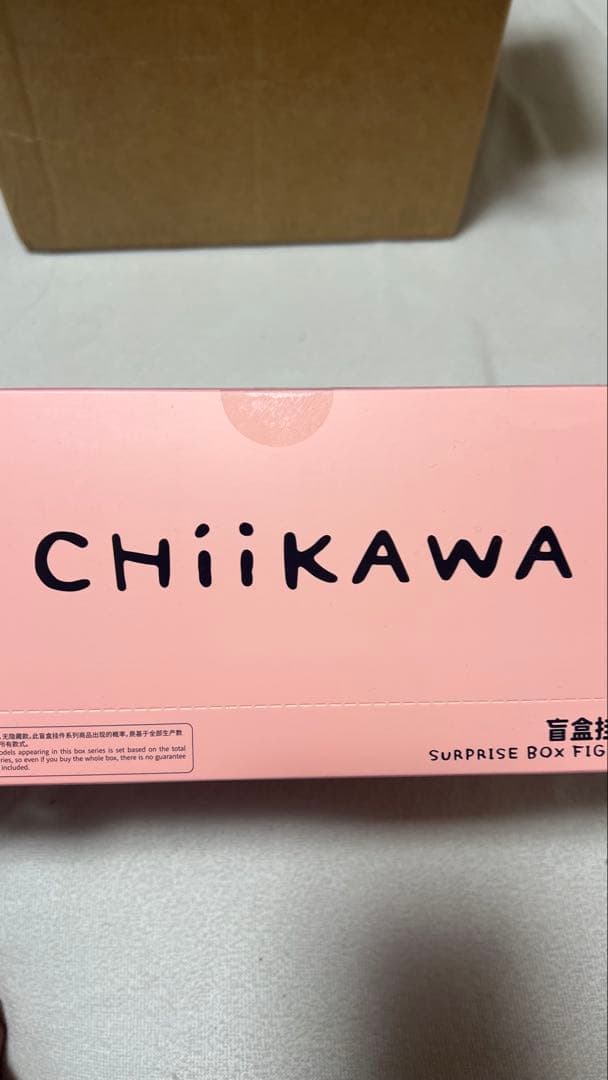 CHiiKAWA
,无隐藏款,此盲盒挂件系列商品出现的概率,是基于全部生产数
所有款式。
odels appearing in this box series is set based on the total
ries, so even if you buy the whole box, there is no guarantee
included.
盲盒挂
SURPRISE BOX FIG